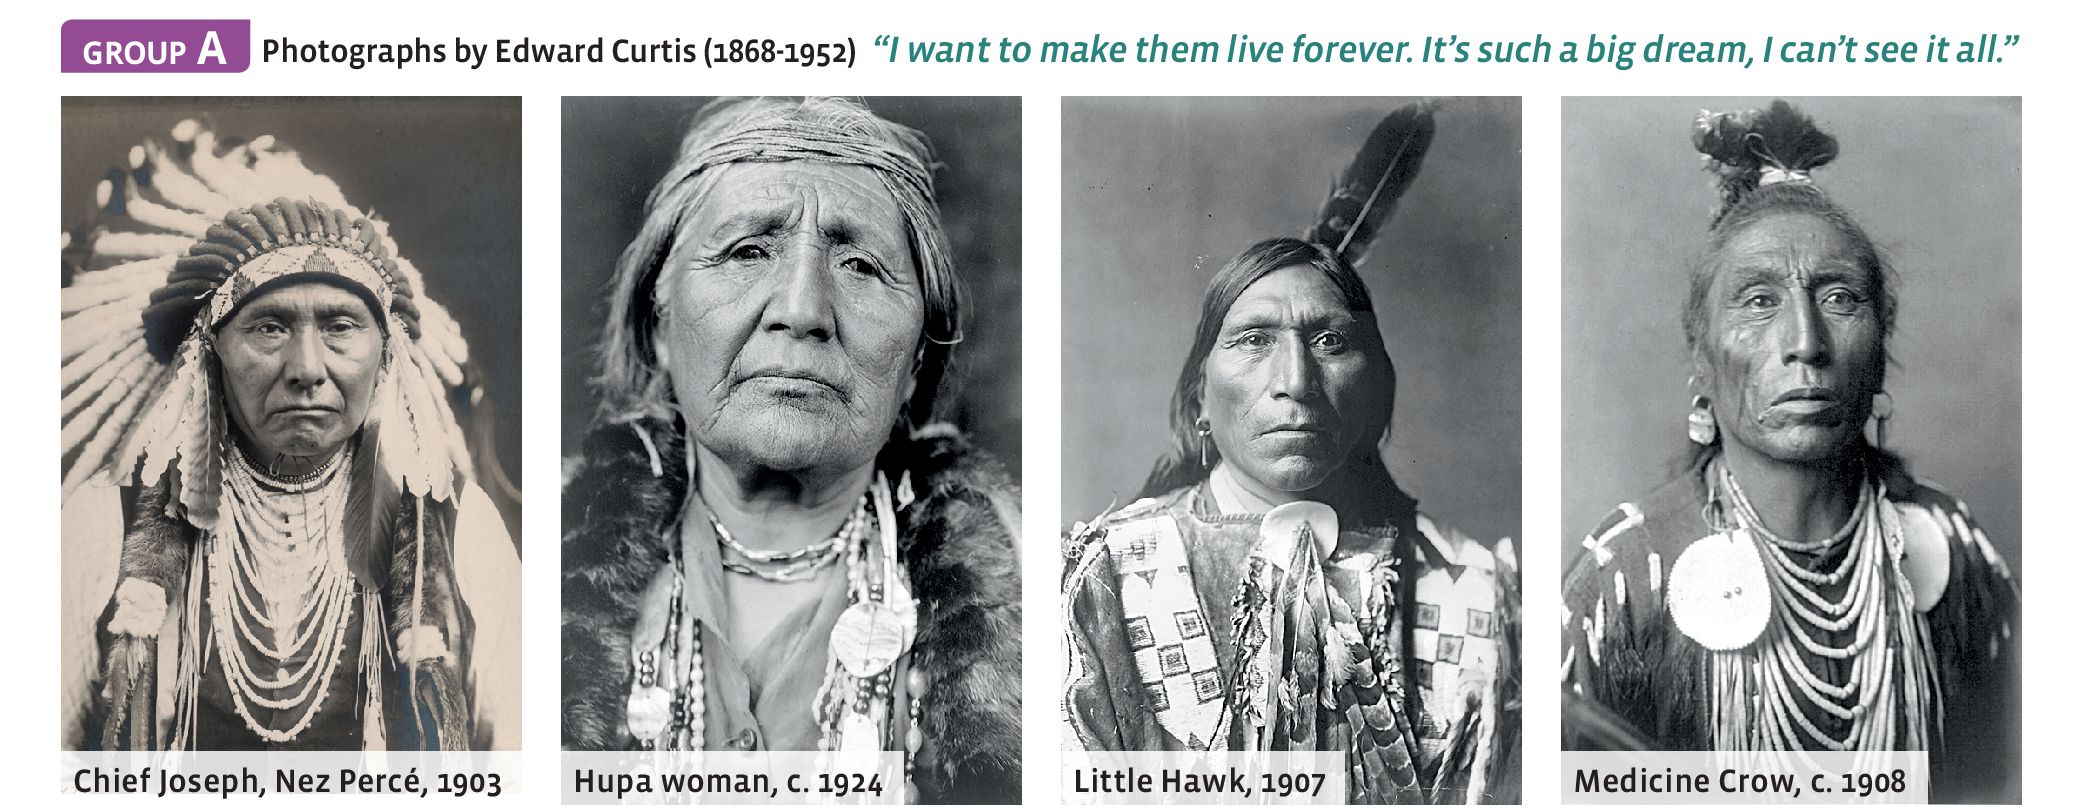 GROUP A Photographs by Edward Curtis (1868-1952) “I want to make them live forever. It’s such a big dream, I can’t see it all.”
Chief Joseph, Nez Percé, 1903
Hupa woman, c. 1924
Little Hawk, 1907
Medicine Crow, c. 1908